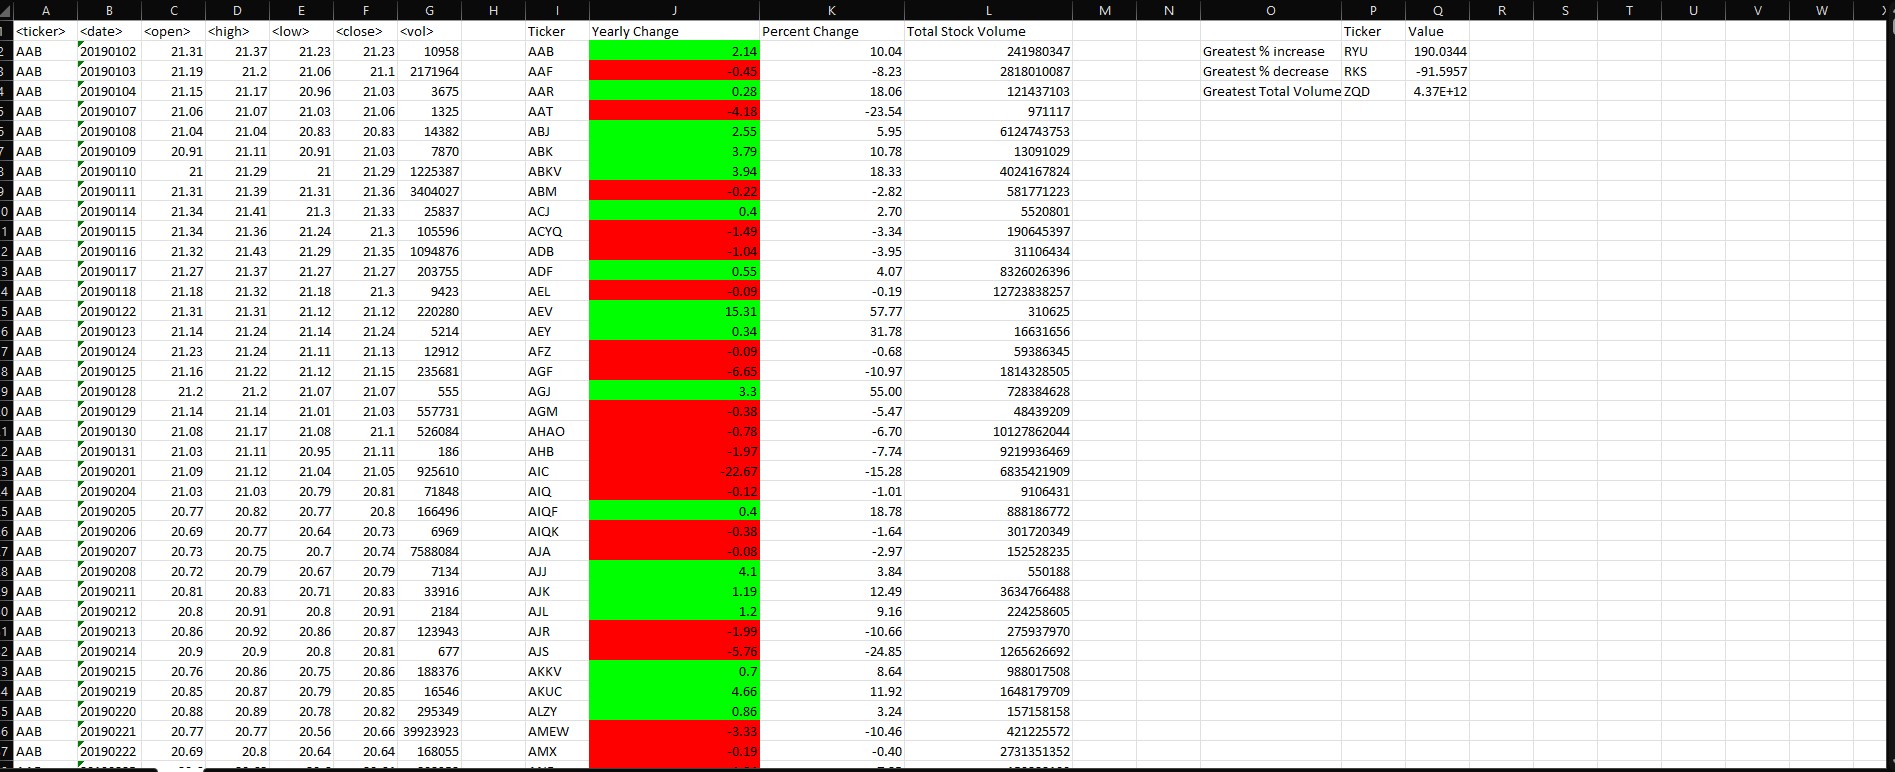 A B C D E F G H I J K L M N O P Q R S T U V W
<ticker> <date> <open> <high> <low> <close> <vol> Ticker Yearly Change Percent Change Total Stock Volume Ticker Value
2 AAB 20190102 21.31 21.37 21.23 21.23 10958 AAB 2.14 10.04 241980347 Greatest % increase RYU 190.0344
3 AAB 20190103 21.19 21.2 21.06 21.1 2171964 AAF -0.45 -8.23 2818010087 Greatest % decrease RKS -91.5957
4 AAB 20190104 21.15 21.17 20.96 21.03 3675 AAR 0.28 18.06 121437103 Greatest Total Volume ZQD 4.37E+12
5 AAB 20190107 21.06 21.07 21.03 21.06 1325 AAT -4.18 -23.54 971117
6 AAB 20190108 21.04 21.04 20.83 20.83 14382 ABJ 2.55 5.95 6124743753
7 AAB 20190109 20.91 21.11 20.91 21.03 7870 ABK 3.79 10.78 13091029
8 AAB 20190110 21 21.29 21 21.29 1225387 ABKV 3.94 18.33 4024167824
9 AAB 20190111 21.31 21.39 21.31 21.36 3404027 ABM -0.22 -2.82 581771223
0 AAB 20190114 21.34 21.41 21.3 21.33 25837 ACJ 0.4 2.70 5520801
1 AAB 20190115 21.34 21.36 21.24 21.3 105596 ACYQ -1.49 -3.34 190645397
2 AAB 20190116 21.32 21.43 21.29 21.35 1094876 ADB -1.04 -3.95 31106434
3 AAB 20190117 21.27 21.37 21.27 21.27 203755 ADF 0.55 4.07 8326026396
4 AAB 20190118 21.18 21.32 21.18 21.3 9423 AEL -0.09 -0.19 12723838257
5 AAB 20190122 21.31 21.31 21.12 21.12 220280 AEV 15.31 57.77 310625
6 AAB 20190123 21.14 21.24 21.14 21.24 5214 AEY 0.34 31.78 16631656
7 AAB 20190124 21.23 21.24 21.11 21.13 12912 AFZ -0.09 -0.68 59386345
8 AAB 20190125 21.16 21.22 21.12 21.15 235681 AGF -6.65 -10.97 1814328505
9 AAB 20190128 21.2 21.2 21.07 21.07 555 AGJ 3.3 55.00 728384628
0 AAB 20190129 21.14 21.14 21.01 21.03 557731 AGM -0.38 -5.47 48439209
1 AAB 20190130 21.08 21.17 21.08 21.1 526084 AHAO -0.78 -6.70 10127862044
2 AAB 20190131 21.03 21.11 20.95 21.11 186 AHB -1.97 -7.74 9219936469
3 AAB 20190201 21.09 21.12 21.04 21.05 925610 AIC -22.67 -15.28 6835421909
4 AAB 20190204 21.03 21.03 20.79 20.81 71848 AIQ -0.12 -1.01 9106431
5 AAB 20190205 20.77 20.82 20.77 20.8 166496 AIQF 0.4 18.78 888186772
6 AAB 20190206 20.69 20.77 20.64 20.73 6969 AIQK -0.38 -1.64 301720349
7 AAB 20190207 20.73 20.75 20.7 20.74 7588084 AJA -0.08 -2.97 152528235
8 AAB 20190208 20.72 20.79 20.67 20.79 7134 AJJ 4.1 3.84 550188
9 AAB 20190211 20.81 20.83 20.71 20.83 33916 AJK 1.19 12.49 3634766488
0 AAB 20190212 20.8 20.91 20.8 20.91 2184 AJL 1.2 9.16 224258605
1 AAB 20190213 20.86 20.92 20.86 20.87 123943 AJR -1.99 -10.66 275937970
2 AAB 20190214 20.9 20.9 20.8 20.81 677 AJS -5.76 -24.85 1265626692
3 AAB 20190215 20.76 20.86 20.75 20.86 188376 AKKV 0.7 8.64 988017508
4 AAB 20190219 20.85 20.87 20.79 20.85 16546 AKUC 4.66 11.92 1648179709
5 AAB 20190220 20.88 20.89 20.78 20.82 295349 ALZY 0.86 3.24 157158158
6 AAB 20190221 20.77 20.77 20.56 20.66 39923923 AMEW -3.33 -10.46 421225572
7 AAB 20190222 20.69 20.8 20.64 20.64 168055 AMX -0.19 -0.40 2731351352